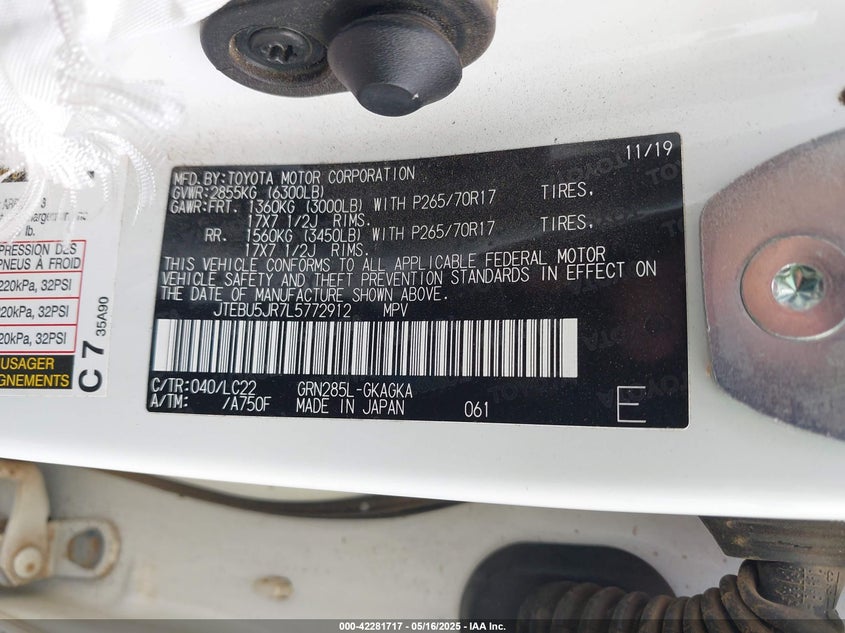 11/19
MFD.BY:TOYOTA MOTOR CORPORATION
GVWR:2855KG (6300LB)
GAWR:FRT. 1360KG (3000LB) WITH P265/70R17 TIRES,
17X7 1/2J RIMS.
RR. 1560KG (3450LB) WITH P265/70R17 TIRES,
17X7 1/2J RIMS.
THIS VEHICLE CONFORMS TO ALL APPLICABLE FEDERAL MOTOR
VEHICLE SAFETY AND THEFT PREVENTION STANDARDS IN EFFECT ON
THE DATE OF MANUFACTURE SHOWN ABOVE.
JTEBU5JR7L5772912 MPV
C/TR:040/LC22 GRN285L-GKAGKA
A/TM: /A750F MADE IN JAPAN 061 E
lb.
PRESSION DES
PNEUS À FROID
220kPa, 32PSI
220kPa, 32PSI
20kPa, 32PSI
USAGER
C 7 35A90
000-42281717 - 05/16/2025 - IAA Inc.